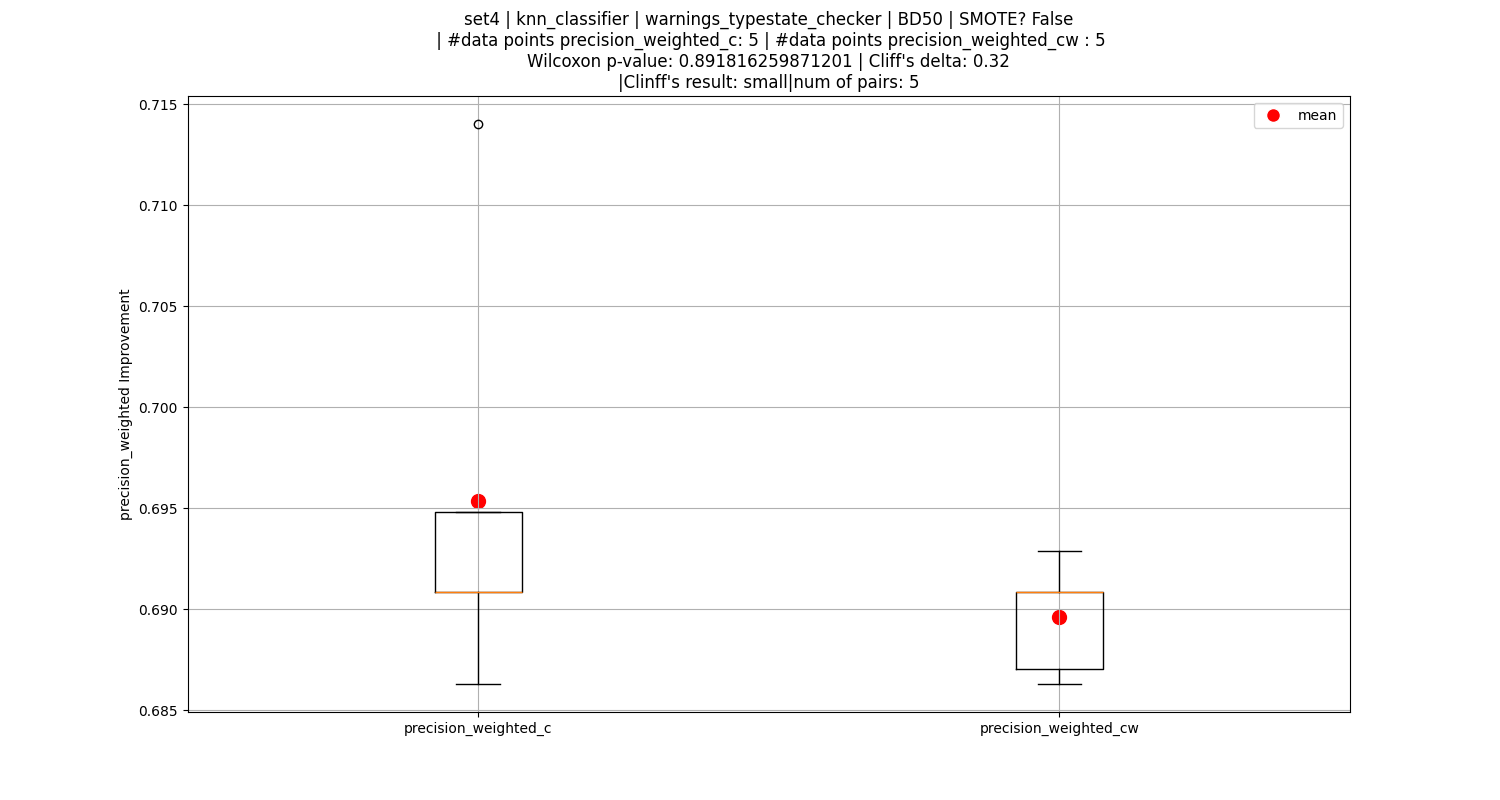 set4 | knn_classifier | warnings_typestate_checker | BD50 | SMOTE? False
| #data points precision_weighted_c: 5 | #data points precision_weighted_cw : 5
Wilcoxon p-value: 0.891816259871201 | Cliff's delta: 0.32
|Clinff's result: small|num of pairs: 5
mean
0.715
0.710
0.705
0.700
0.695
0.690
0.685
precision_weighted Improvement
precision_weighted_c
precision_weighted_cw